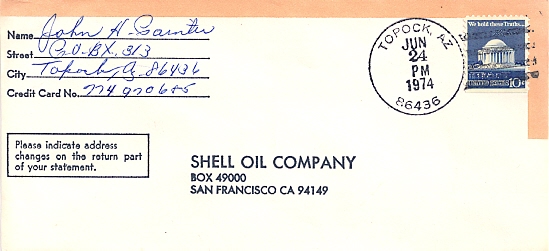 Name John H. Sainter
Street P.O. BX. 313
City Topock, Az. 86436
Credit Card No. 774 970 685
TOPOCK, AZ
JUN
24
PM
1974
86436
We hold these Truths...
10c
Please indicate address
changes on the return part
of your statement.
SHELL OIL COMPANY
BOX 49000
SAN FRANCISCO CA 94149